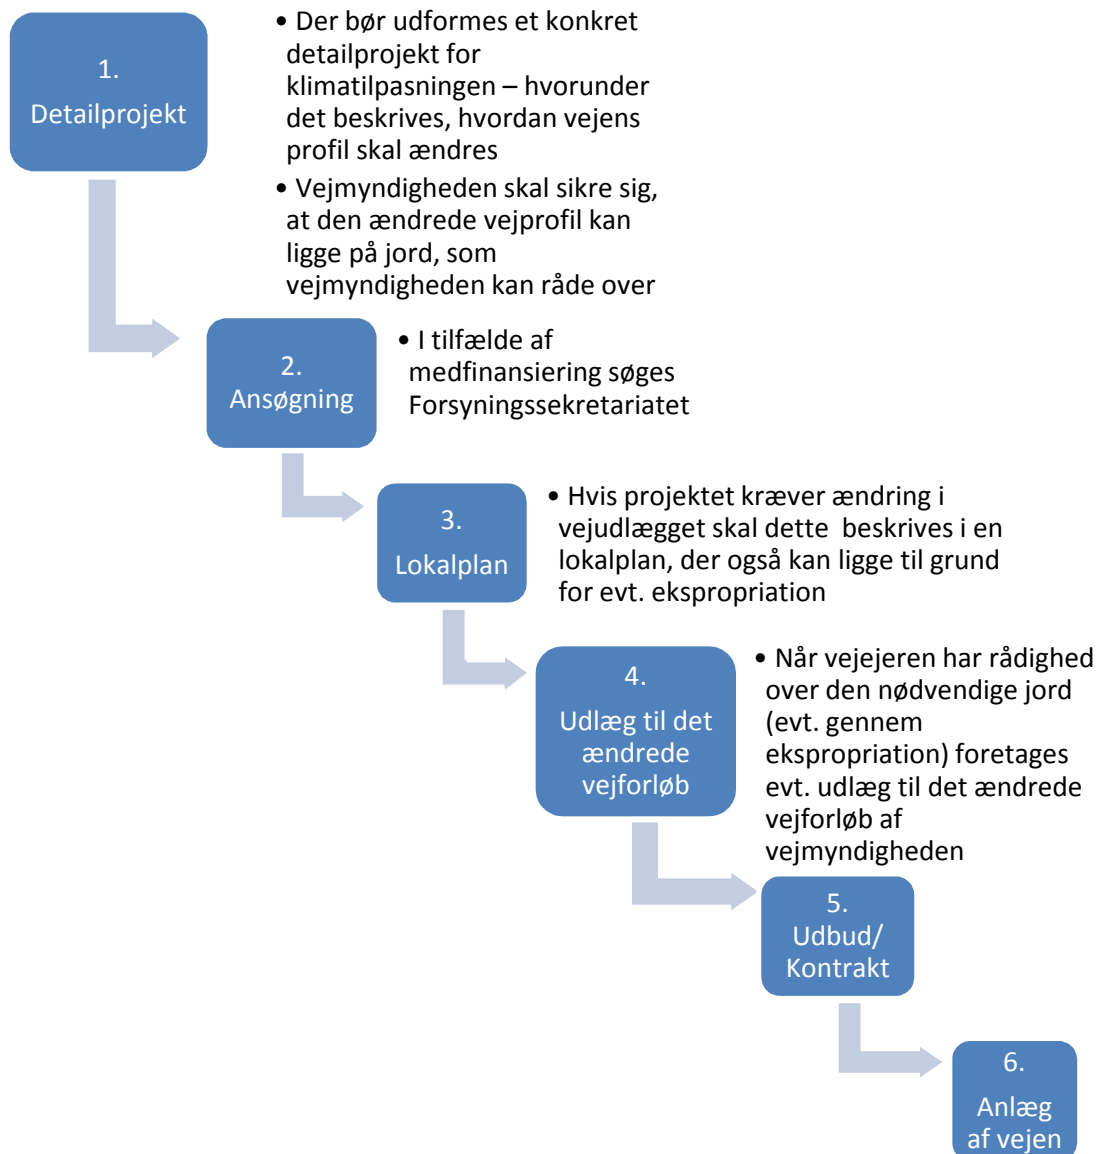 1.
Detailprojekt
• Der bør udformes et konkret
detailprojekt for
klimatilpasningen – hvorunder
det beskrives, hvordan vejens
profil skal ændres
• Vejmyndigheden skal sikre sig,
at den ændrede vejprofil kan
ligge på jord, som
vejmyndigheden kan råde over
2.
Ansøgning
• I tilfælde af
medfinansiering søges
Forsyningssekretariatet
3.
Lokalplan
• Hvis projektet kræver ændring i
vejudlægget skal dette beskrives i en
lokalplan, der også kan ligge til grund
for evt. ekspropriation
4.
Udlæg til det
ændrede
vejforløb
• Når vejejeren har rådighed
over den nødvendige jord
(evt. gennem
ekspropriation) foretages
evt. udlæg til det ændrede
vejforløb af
vejmyndigheden
5.
Udbud/
Kontrakt
6.
Anlæg
af vejen